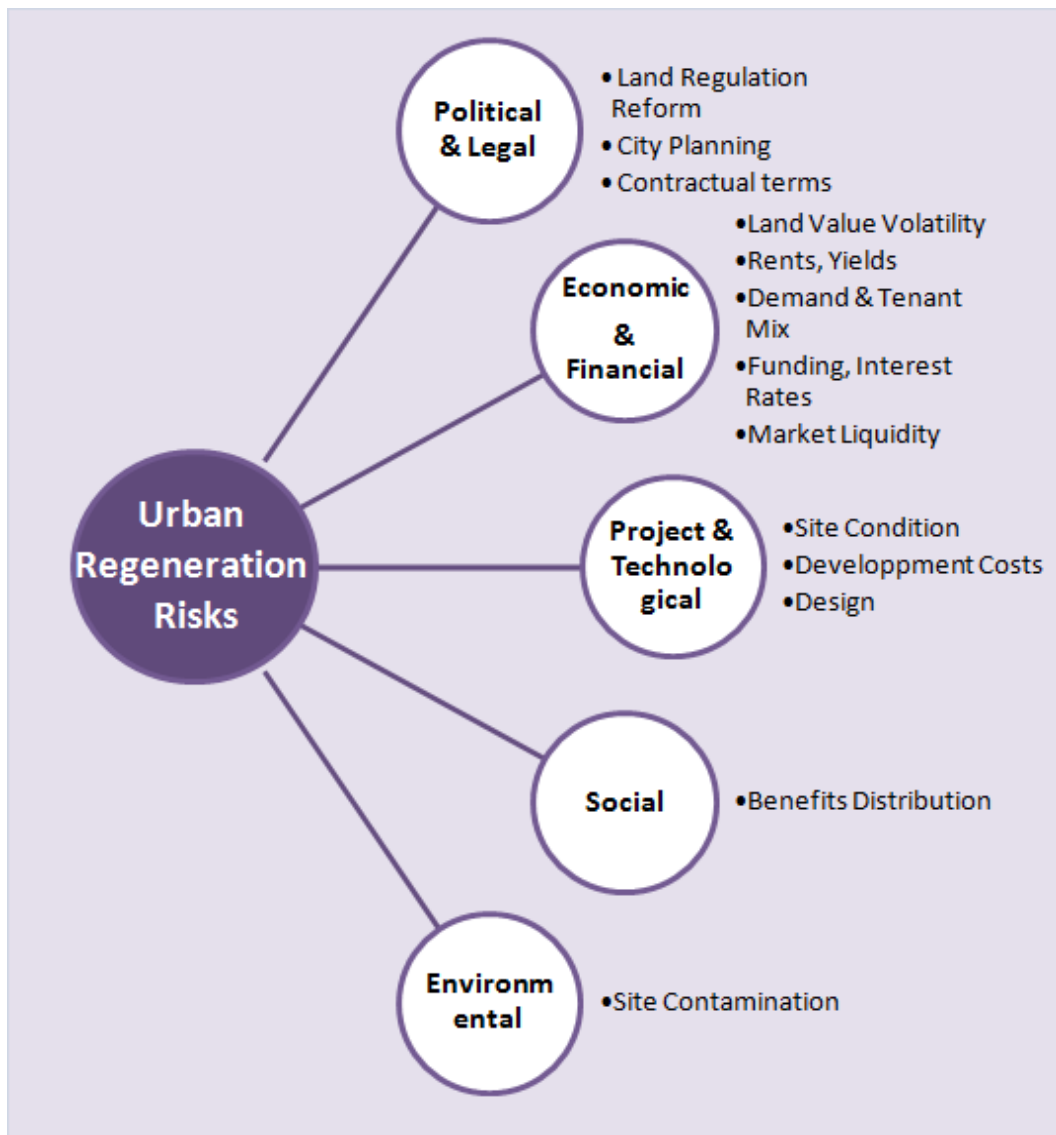 Urban
Regeneration
Risks
Political
& Legal
•Land Regulation
Reform
•City Planning
•Contractual terms
Economic
&
Financial
•Land Value Volatility
•Rents, Yields
•Demand & Tenant
Mix
•Funding, Interest
Rates
•Market Liquidity
Project &
Technolo
gical
•Site Condition
•Developpment Costs
•Design
Social
•Benefits Distribution
Environm
ental
•Site Contamination